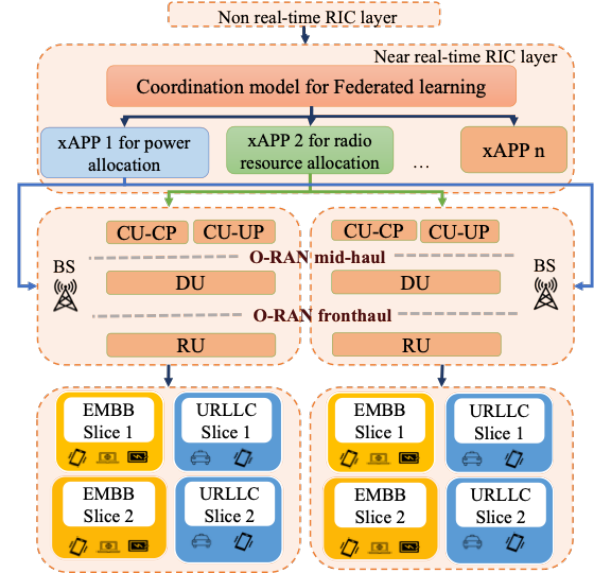 Non real-time RIC layer
Near real-time RIC layer
Coordination model for Federated learning
xAPP 1 for power
allocation
xAPP 2 for radio
resource allocation
...
xAPP n
CU-CP
CU-UP
CU-CP
CU-UP
BS
O-RAN mid-haul
BS
DU
DU
O-RAN fronthaul
RU
RU
EMBB
Slice 1
URLLC
Slice 1
EMBB
Slice 1
URLLC
Slice 1
EMBB
Slice 2
URLLC
Slice 2
EMBB
Slice 2
URLLC
Slice 2